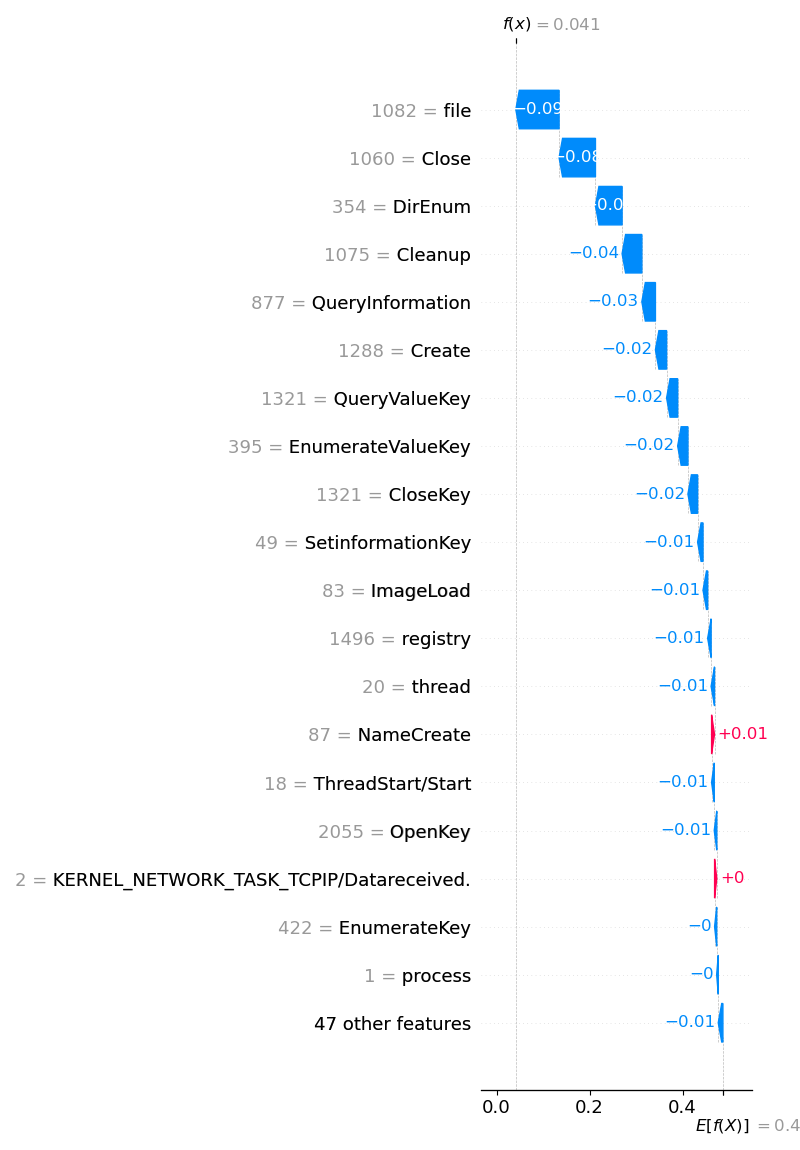 f(x) = 0.041
1082 = file
−0.09
1060 = Close
−0.08
354 = DirEnum
1075 = Cleanup
−0.04
877 = QueryInformation
−0.03
1288 = Create
−0.02
1321 = QueryValueKey
−0.02
395 = EnumerateValueKey
−0.02
1321 = CloseKey
−0.02
49 = SetinformationKey
−0.01
83 = ImageLoad
−0.01
1496 = registry
−0.01
20 = thread
−0.01
87 = NameCreate
+0.01
18 = ThreadStart/Start
−0.01
2055 = OpenKey
−0.01
2 = KERNEL_NETWORK_TASK_TCPIP/Datareceived.
+0
422 = EnumerateKey
−0
1 = process
−0
47 other features
−0.01
0.0 0.2 0.4
E[f(X)] = 0.4